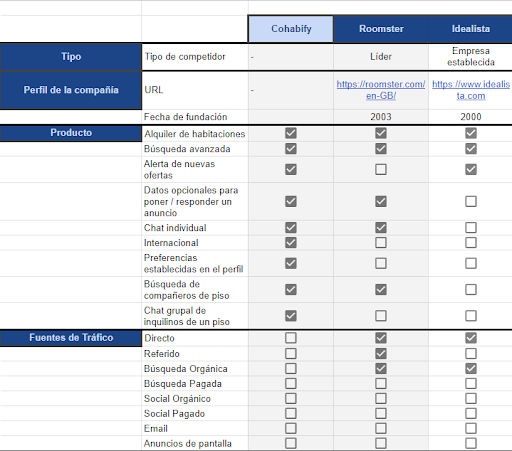 Cohabify Roomster Idealista
Tipo Tipo de competidor - Líder Empresa
establecida
Perfil de la compañía URL - https://roomster.com/
en-GB/ https://www.idealis
ta.com
Fecha de fundación 2003 2000
Producto Alquiler de habitaciones
Búsqueda avanzada
Alerta de nuevas
ofertas
Datos opcionales para
poner / responder un
anuncio
Chat individual
Internacional
Preferencias
establecidas en el perfil
Búsqueda de
compañeros de piso
Chat grupal de
inquilinos de un piso
Fuentes de Tráfico Directo
Referido
Búsqueda Orgánica
Búsqueda Pagada
Social Orgánico
Social Pagado
Email
Anuncios de pantalla